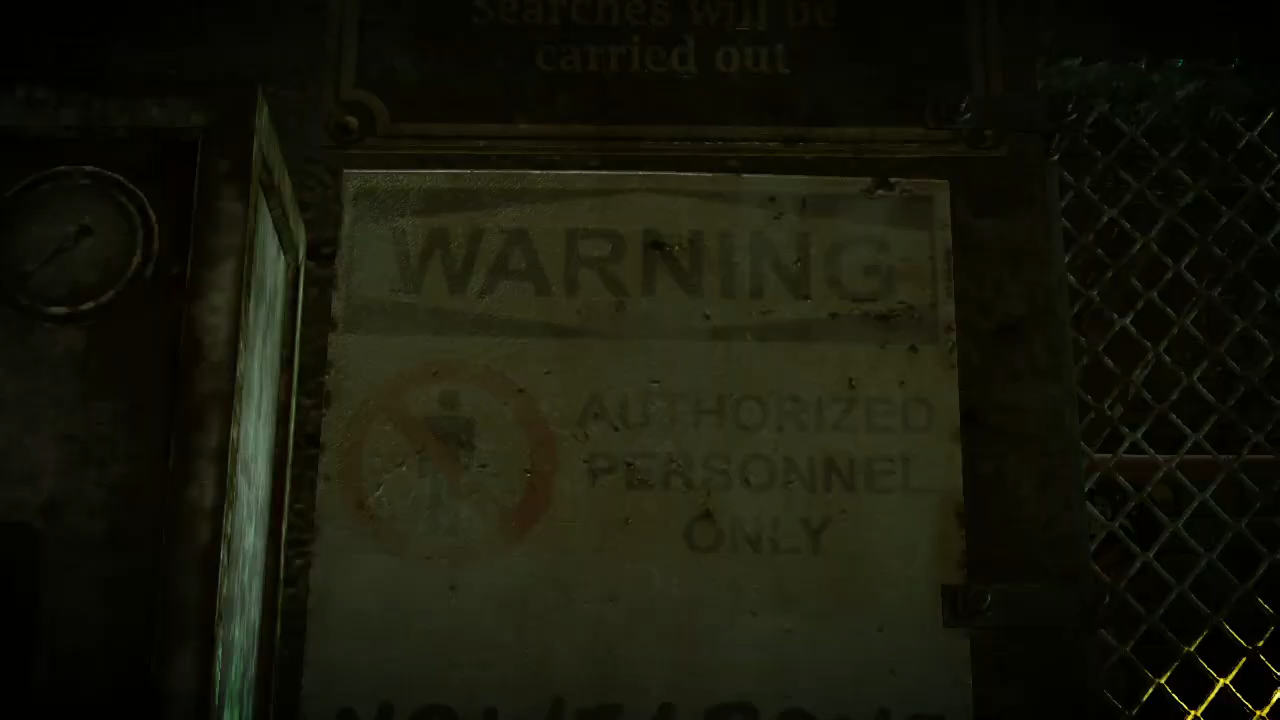 Searches will be
carried out
WARNING
AUTHORIZED
PERSONNEL
ONLY